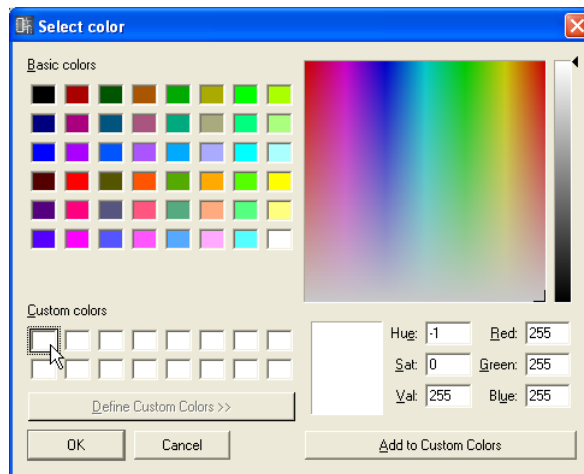 Select color
Basic colors
Custom colors
Define Custom Colors >>
OK
Cancel
Hue: -1
Red: 255
Sat: 0
Green: 255
Val: 255
Blue: 255
Add to Custom Colors